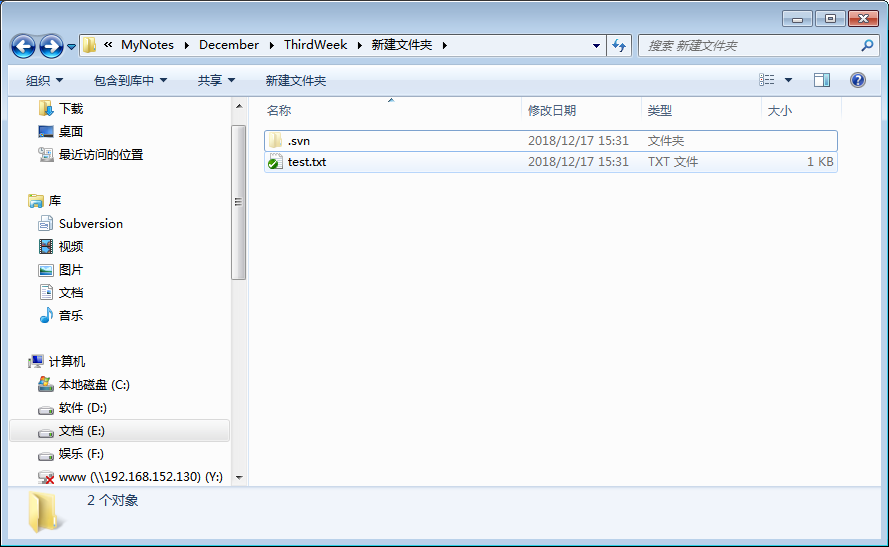 « MyNotes ▸ December ▸ ThirdWeek ▸ 新建文件夹 ▸
搜索 新建文件夹
组织 包含到库中 共享 新建文件夹
名称 修改日期 类型 大小
.svn 2018/12/17 15:31 文件夹
test.txt 2018/12/17 15:31 TXT 文件 1 KB
下载
桌面
最近访问的位置
库
Subversion
视频
图片
文档
音乐
计算机
本地磁盘 (C:)
软件 (D:)
文档 (E:)
娱乐 (F:)
www (\\192.168.152.130) (Y:)
2 个对象